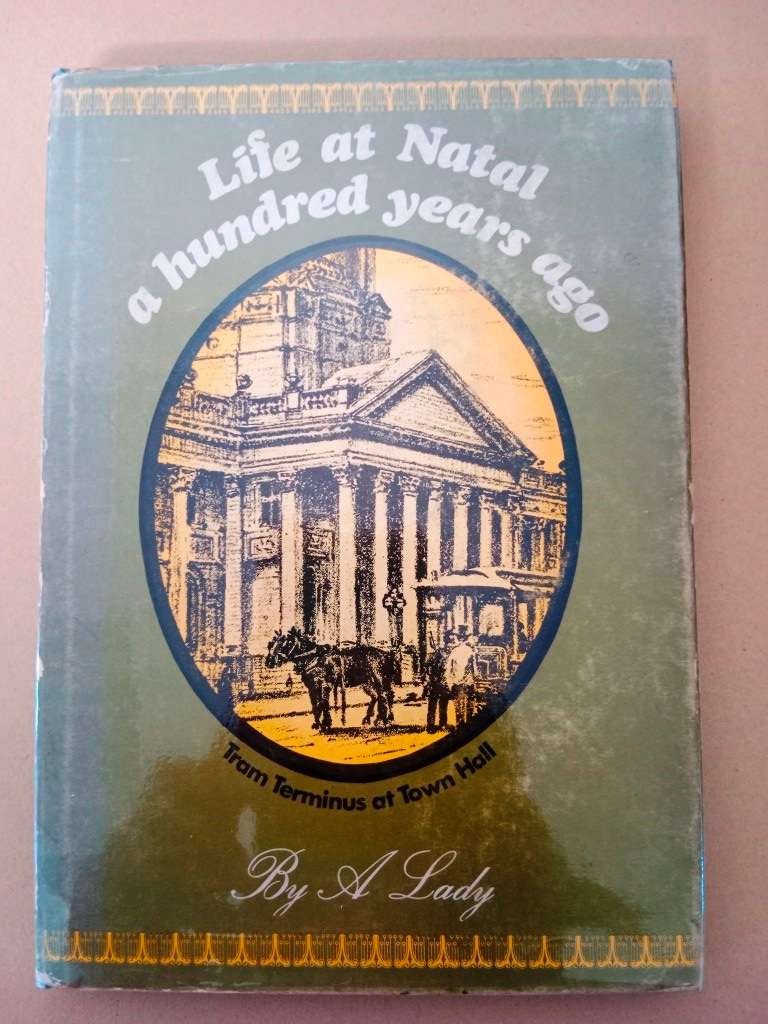 Life at Natal
a hundred years ago
Tram Terminus at Town Hall
By A Lady